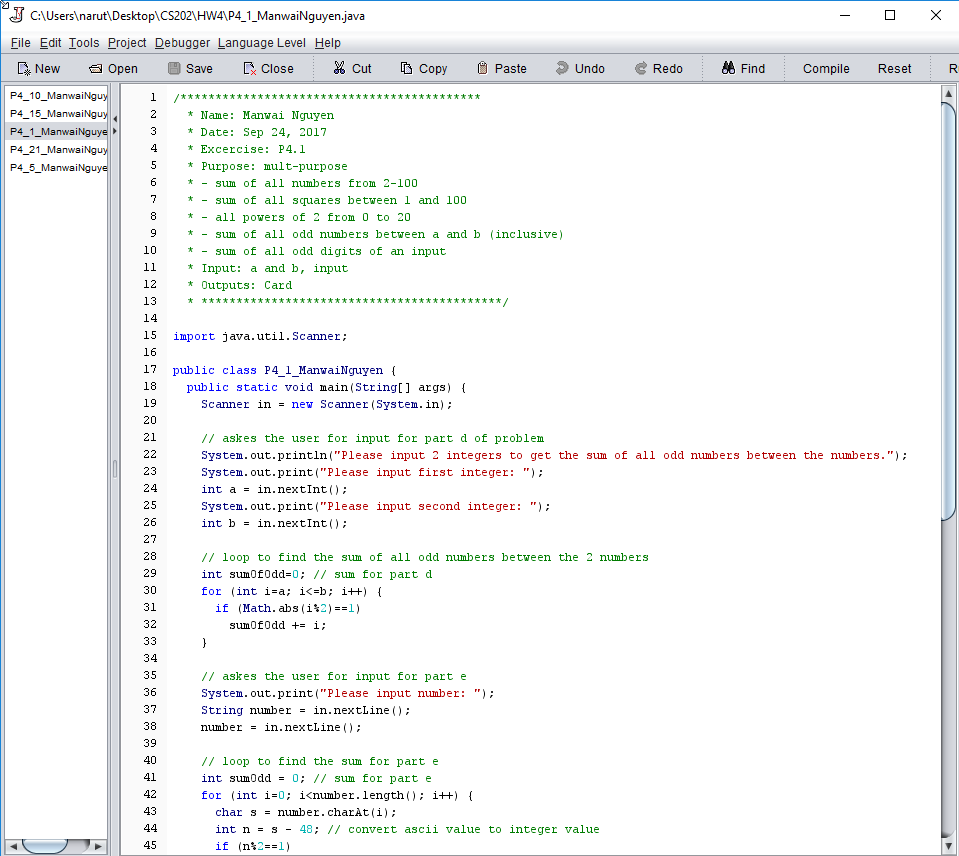 C:\Users\narut\Desktop\CS202\HW4\P4_1_ManwaiNguyen.java
File Edit Tools Project Debugger Language Level Help
New Open Save Close Cut Copy Paste Undo Redo Find Compile Reset R
P4_10_ManwaiNguy
P4_15_ManwaiNguy
P4_1_ManwaiNguye
P4_21_ManwaiNguy
P4_5_ManwaiNguye
1 /*******************************************
2 * Name: Manwai Nguyen
3 * Date: Sep 24, 2017
4 * Excercise: P4.1
5 * Purpose: mult-purpose
6 * - sum of all numbers from 2-100
7 * - sum of all squares between 1 and 100
8 * - all powers of 2 from 0 to 20
9 * - sum of all odd numbers between a and b (inclusive)
10 * - sum of all odd digits of an input
11 * Input: a and b, input
12 * Outputs: Card
13 * *******************************************/
14
15 import java.util.Scanner;
16
17 public class P4_1_ManwaiNguyen {
18 public static void main(String[] args) {
19 Scanner in = new Scanner(System.in);
20
21 // askes the user for input for part d of problem
22 System.out.println("Please input 2 integers to get the sum of all odd numbers between the numbers.");
23 System.out.print("Please input first integer: ");
24 int a = in.nextInt();
25 System.out.print("Please input second integer: ");
26 int b = in.nextInt();
27
28 // loop to find the sum of all odd numbers between the 2 numbers
29 int sumOfOdd=0; // sum for part d
30 for (int i=a; i<=b; i++) {
31 if (Math.abs(i%2)==1)
32 sumOfOdd += i;
33 }
34
35 // askes the user for input for part e
36 System.out.print("Please input number: ");
37 String number = in.nextLine();
38 number = in.nextLine();
39
40 // loop to find the sum for part e
41 int sumOdd = 0; // sum for part e
42 for (int i=0; i<number.length(); i++) {
43 char s = number.charAt(i);
44 int n = s - 48; // convert ascii value to integer value
45 if (n%2==1)